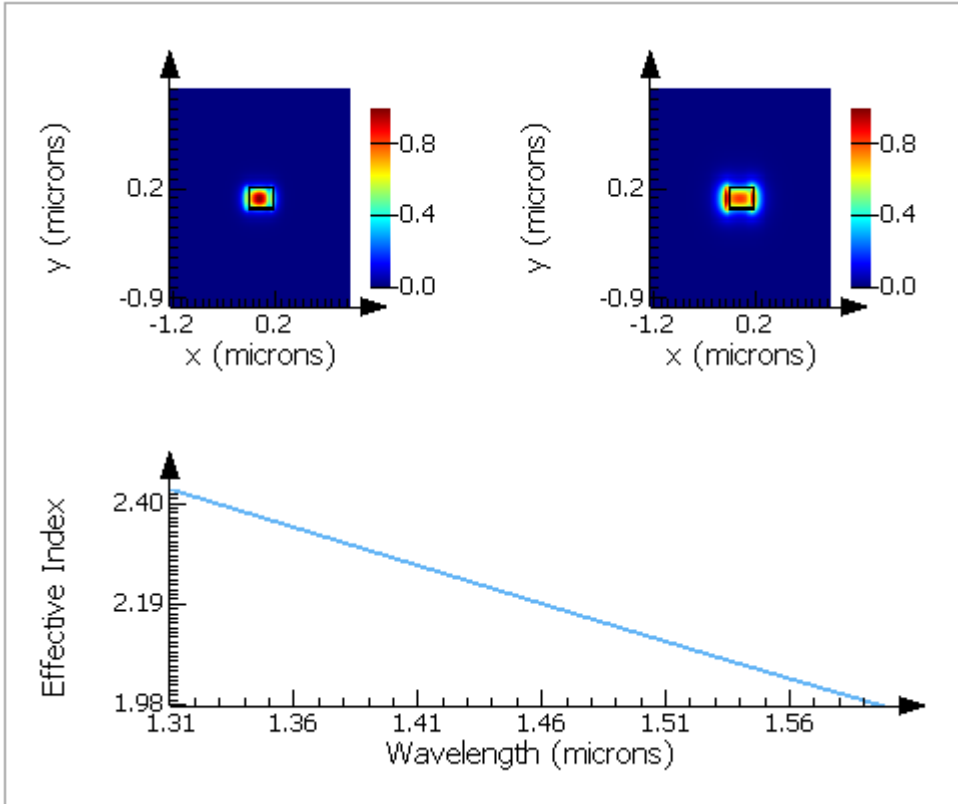 y (microns)
0.2
-0.9
-1.2
0.2
x (microns)
0.8
0.4
0.0
y (microns)
0.2
-0.9
-1.2
0.2
x (microns)
0.8
0.4
0.0
Effective Index
2.40
2.19
1.98
1.31 1.36 1.41 1.46 1.51 1.56
Wavelength (microns)